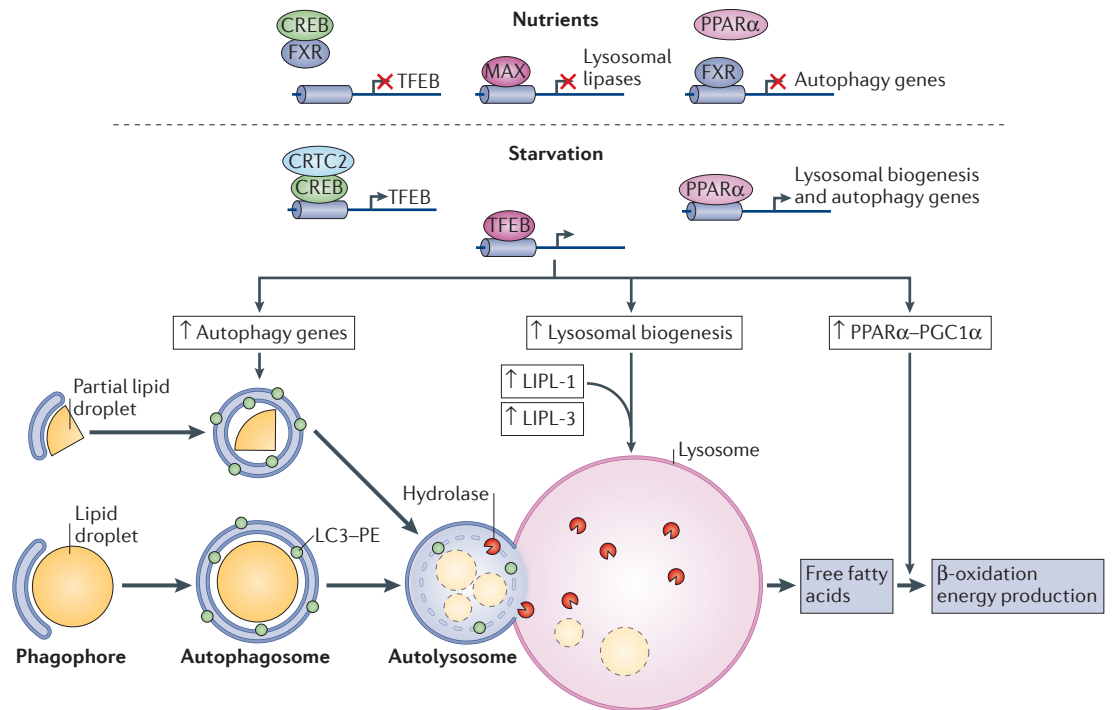 Nutrients
CREB
FXR
TFEB
MAX
Lysosomal
lipases
PPARα
FXR
Autophagy genes
Starvation
CRTC2
CREB
TFEB
TFEB
PPARα
Lysosomal biogenesis
and autophagy genes
↑ Autophagy genes
↑ Lysosomal biogenesis
↑ PPARα–PGC1α
↑ LIPL-1
↑ LIPL-3
Partial lipid
droplet
Lysosome
Hydrolase
Lipid
droplet
LC3–PE
Free fatty
acids
β-oxidation
energy production
Phagophore
Autophagosome
Autolysosome